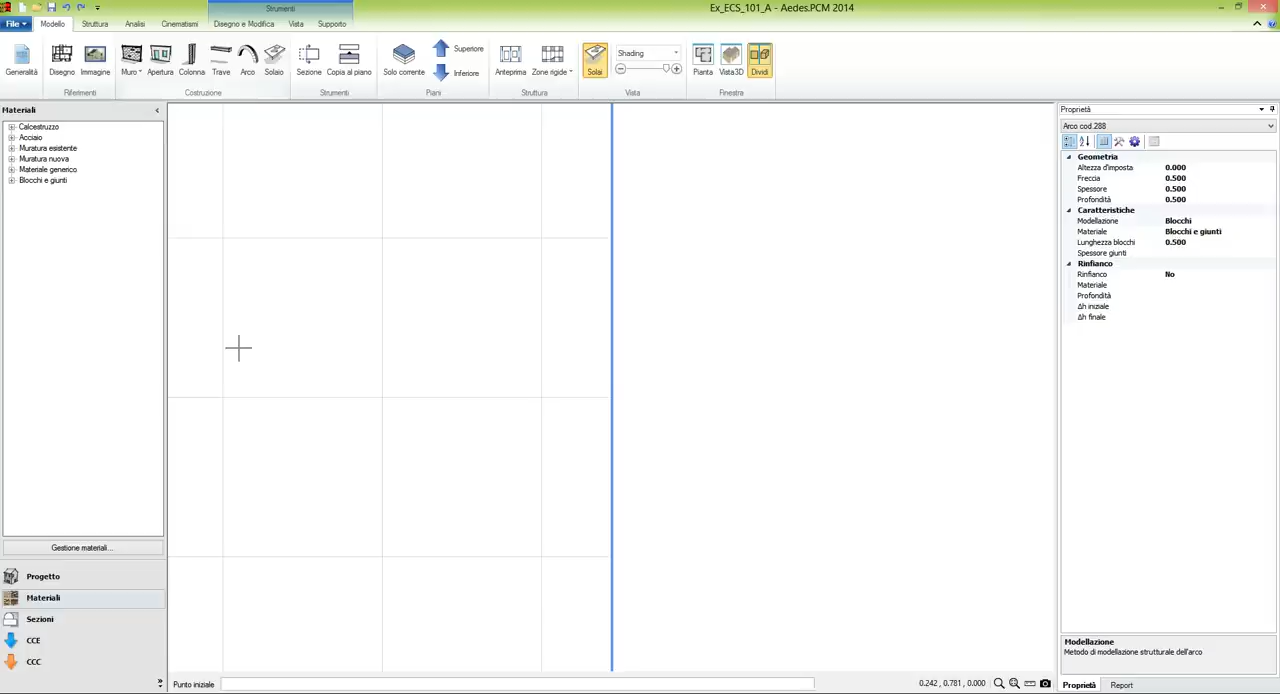 Strumenti
Ex_ECS_101_A - Aedes.PCM 2014
File Modello Struttura Analisi Cinematismi Disegno e Modifica Vista Supporto
Generalità Disegno Immagine Muro Apertura Colonna Trave Arco Solaio Sezione Copia al piano Solo corrente Superiore Inferiore Anteprima Zone rigide Solai Shading Pianta Vista3D Dividi
Riferimenti Costruzione Strumenti Piani Struttura Vista Finestra
Materiali
Calcestruzzo
Acciaio
Muratura esistente
Muratura nuova
Materiale generico
Blocchi e giunti
Gestione materiali...
Progetto
Materiali
Sezioni
CCE
CCC
Punto iniziale
0.242 , 0.781 , 0.000
Proprietà
Arco cod.288
Geometria
Altezza d'imposta 0.000
Freccia 0.500
Spessore 0.500
Profondità 0.500
Caratteristiche
Modellazione Blocchi
Materiale Blocchi e giunti
Lunghezza blocchi 0.500
Spessore giunti
Rinfianco
Rinfianco No
Materiale
Profondità
Δh iniziale
Δh finale
Modellazione
Metodo di modellazione strutturale dell'arco
Proprietà Report